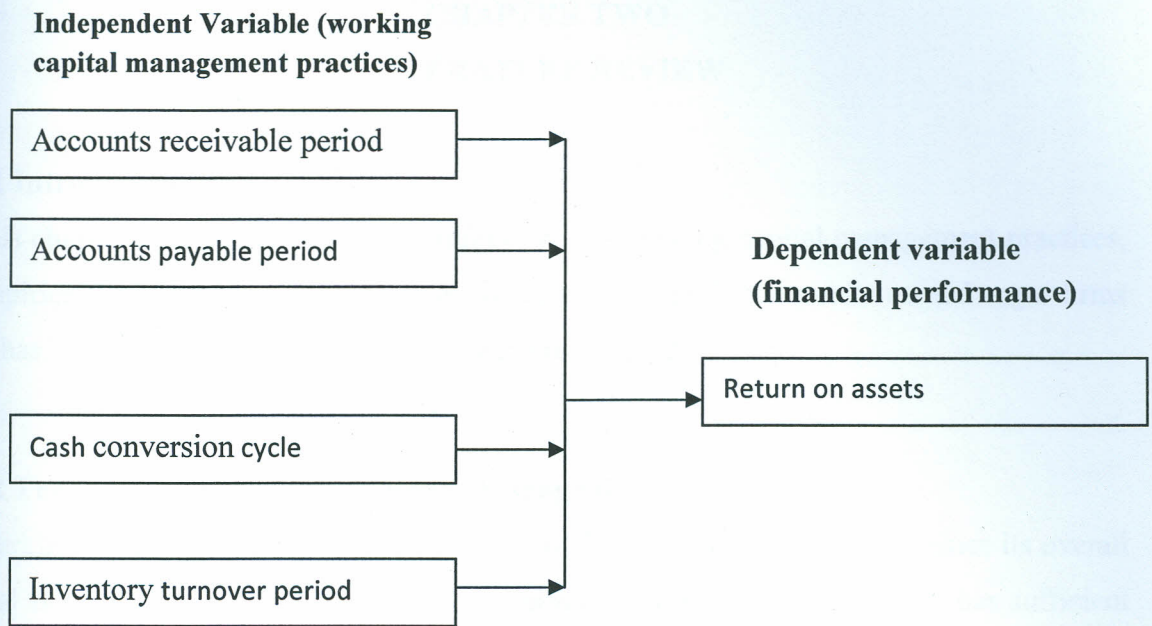 Independent Variable (working
capital management practices)
Accounts receivable period
Accounts payable period
Dependent variable
(financial performance)
Return on assets
Cash conversion cycle
Inventory turnover period